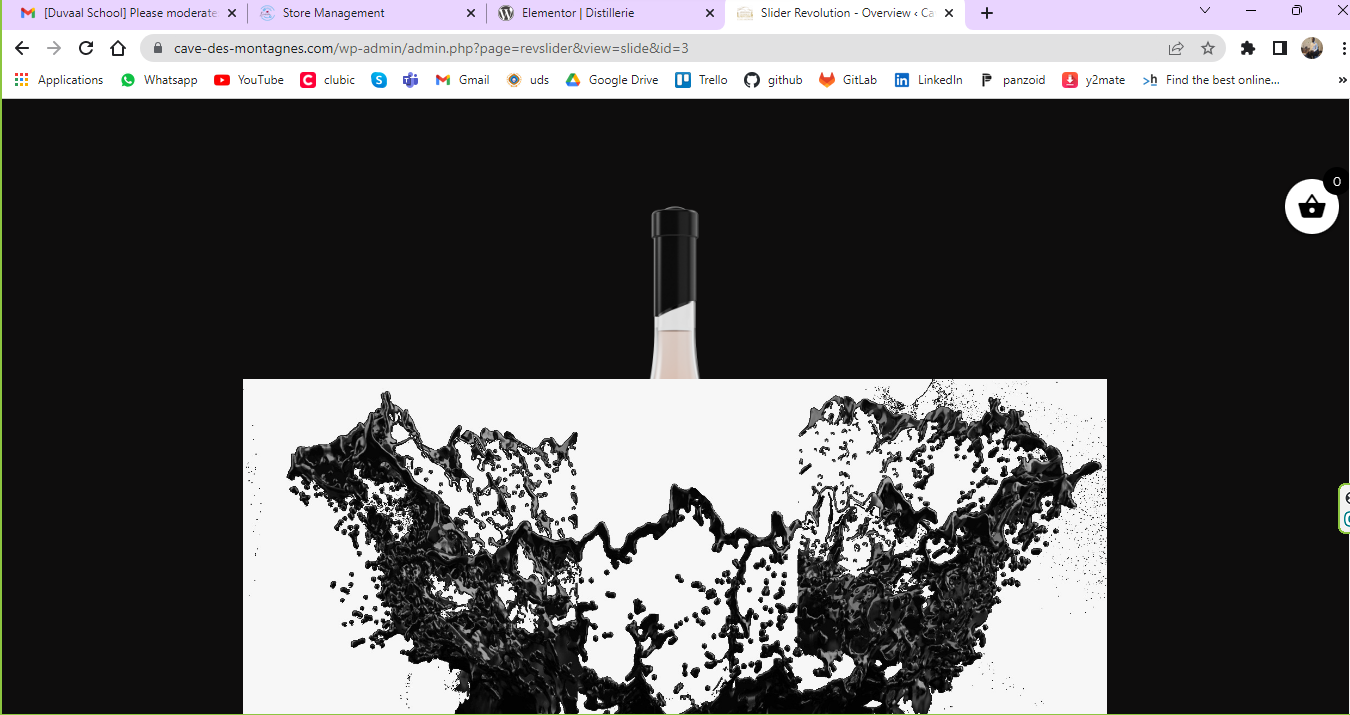 [Duvaal School] Please moderate
Store Management
Elementor | Distillerie
Slider Revolution - Overview ‹ Ca
cave-des-montagnes.com/wp-admin/admin.php?page=revslider&view=slide&id=3
Applications
Whatsapp
YouTube
clubic
Gmail
uds
Google Drive
Trello
github
GitLab
LinkedIn
panzoid
y2mate
Find the best online...
0